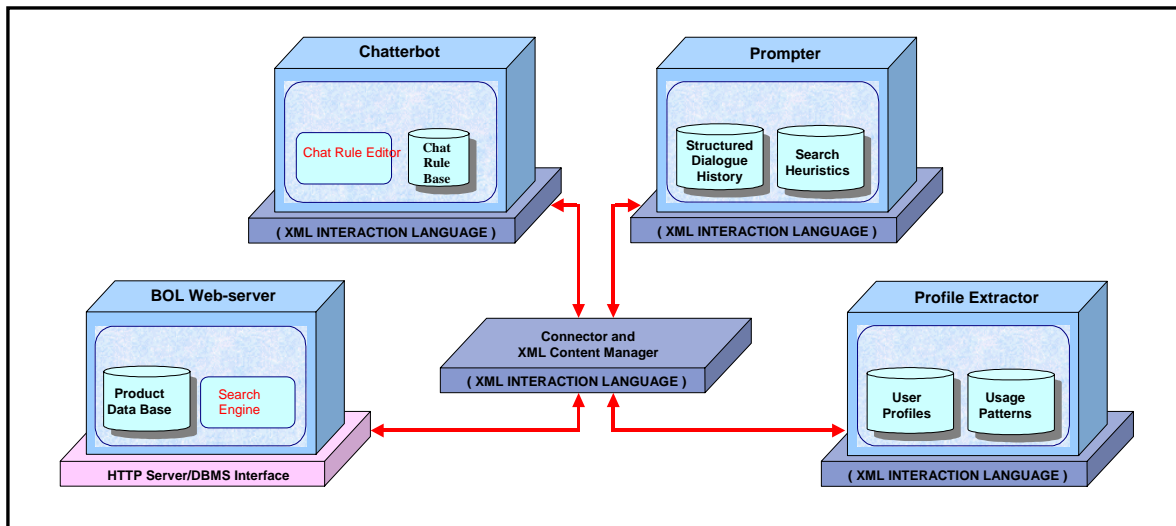 Chatterbot
Chat Rule Editor
Chat
Rule
Base
( XML INTERACTION LANGUAGE )
Prompter
Structured
Dialogue
History
Search
Heuristics
( XML INTERACTION LANGUAGE )
BOL Web-server
Product
Data Base
Search
Engine
HTTP Server/DBMS Interface
Connector and
XML Content Manager
( XML INTERACTION LANGUAGE )
Profile Extractor
User
Profiles
Usage
Patterns
( XML INTERACTION LANGUAGE )